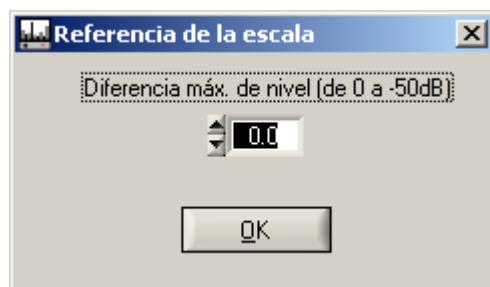 Referencia de la escala
Diferencia máx. de nivel (de 0 a -50dB)
0.0
OK